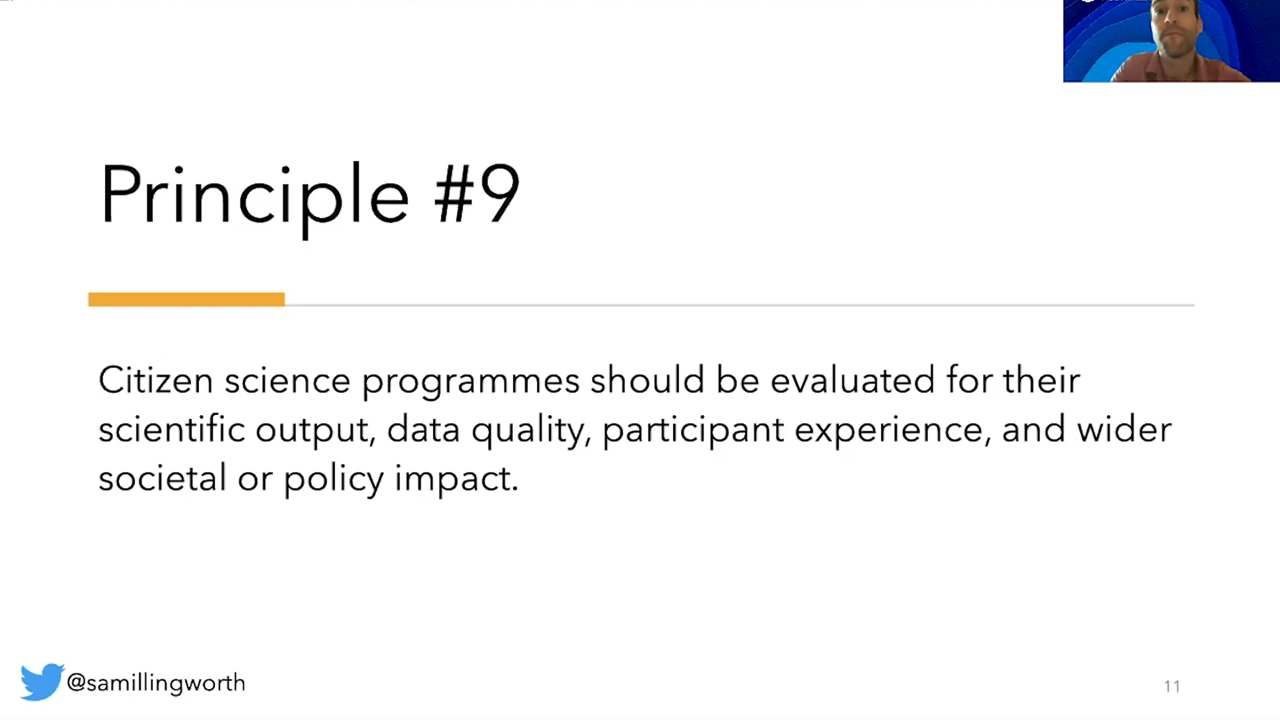 Principle #9
Citizen science programmes should be evaluated for their
scientific output, data quality, participant experience, and wider
societal or policy impact.
@samillingworth
11